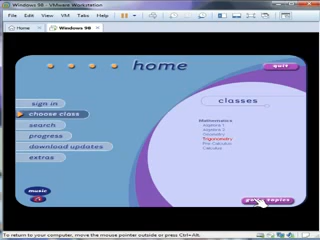 Windows 98 - VMware Workstation
File Edit View VM Tabs Help
Home
Windows 98
home
quit
sign in
choose class
search
progress
download updates
extras
classes
Mathematics
Algebra 1
Algebra 2
Geometry
Trigonometry
Pre Calculus
Calculus
music
topics
To return to your computer, move the mouse pointer outside or press Ctrl+Alt.